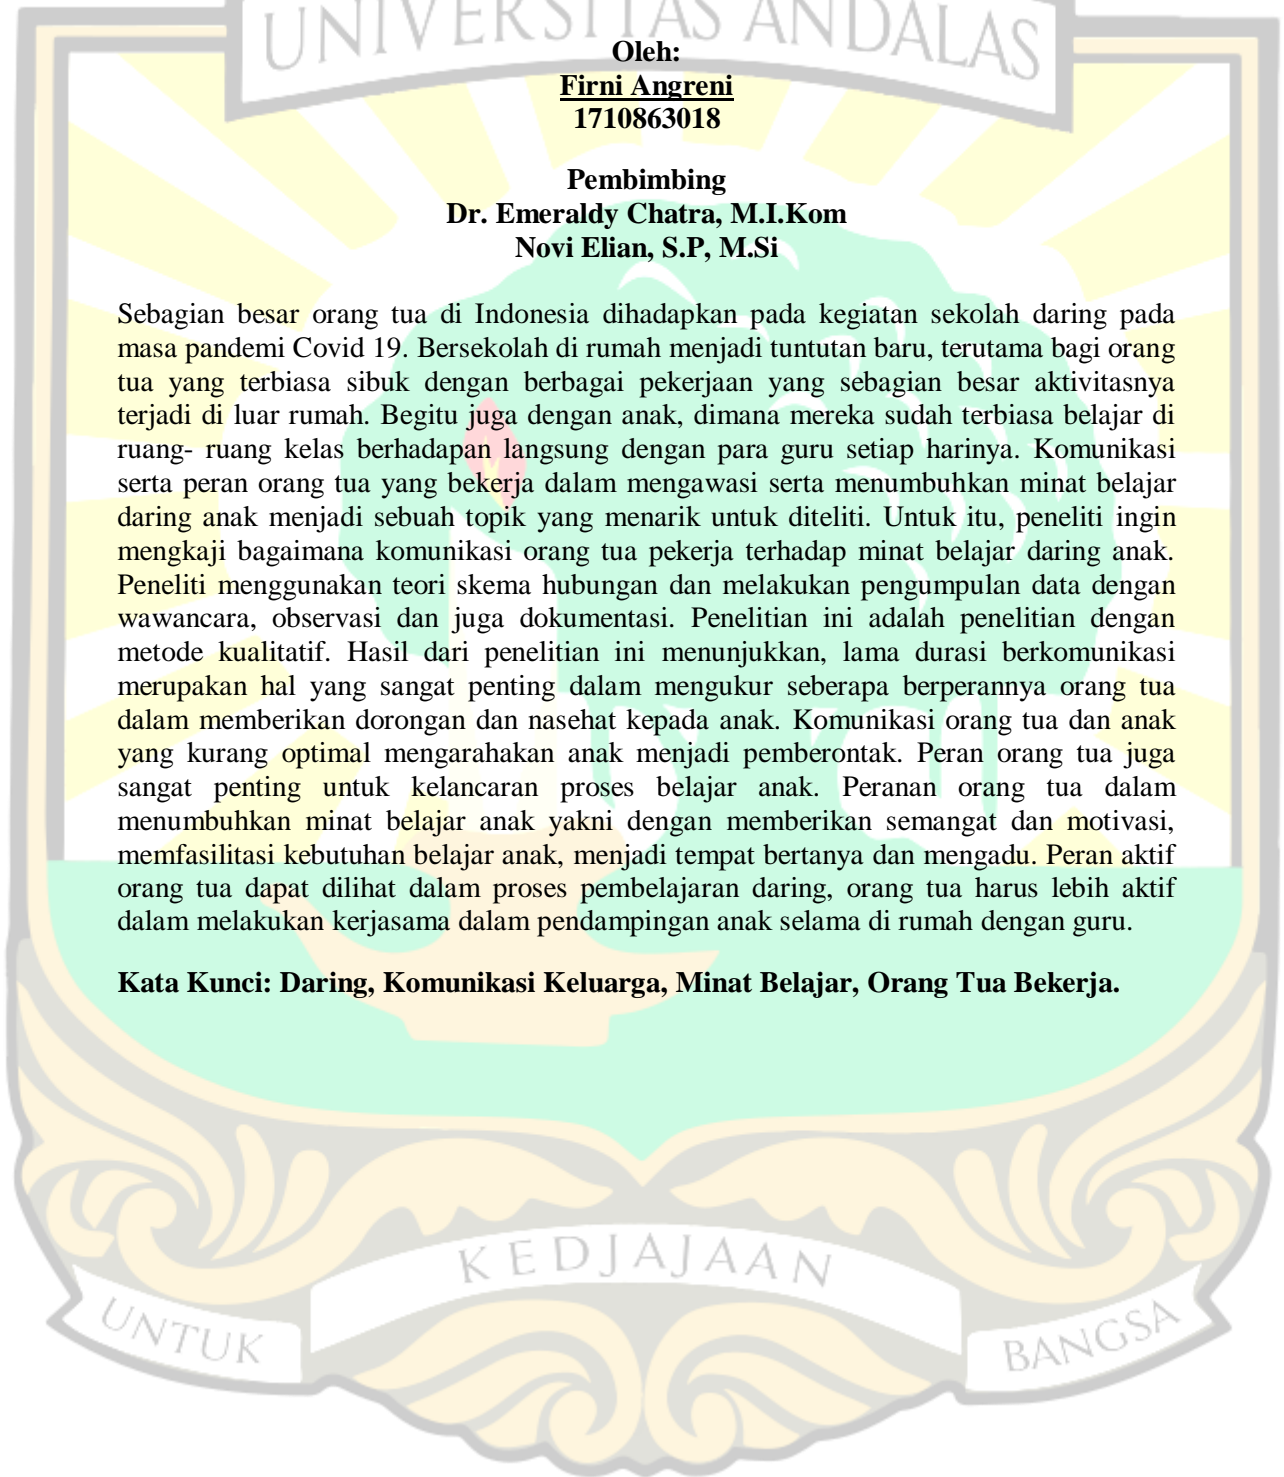 UNIVERSITAS ANDALAS
Oleh:
Firni Angreni
1710863018
Pembimbing
Dr. Emeraldy Chatra, M.I.Kom
Novi Elian, S.P, M.Si
Sebagian besar orang tua di Indonesia dihadapkan pada kegiatan sekolah daring pada
masa pandemi Covid 19. Bersekolah di rumah menjadi tuntutan baru, terutama bagi orang
tua yang terbiasa sibuk dengan berbagai pekerjaan yang sebagian besar aktivitasnya
terjadi di luar rumah. Begitu juga dengan anak, dimana mereka sudah terbiasa belajar di
ruang- ruang kelas berhadapan langsung dengan para guru setiap harinya. Komunikasi
serta peran orang tua yang bekerja dalam mengawasi serta menumbuhkan minat belajar
daring anak menjadi sebuah topik yang menarik untuk diteliti. Untuk itu, peneliti ingin
mengkaji bagaimana komunikasi orang tua pekerja terhadap minat belajar daring anak.
Peneliti menggunakan teori skema hubungan dan melakukan pengumpulan data dengan
wawancara, observasi dan juga dokumentasi. Penelitian ini adalah penelitian dengan
metode kualitatif. Hasil dari penelitian ini menunjukkan, lama durasi berkomunikasi
merupakan hal yang sangat penting dalam mengukur seberapa berperannya orang tua
dalam memberikan dorongan dan nasehat kepada anak. Komunikasi orang tua dan anak
yang kurang optimal mengarahakan anak menjadi pemberontak. Peran orang tua juga
sangat penting untuk kelancaran proses belajar anak. Peranan orang tua dalam
menumbuhkan minat belajar anak yakni dengan memberikan semangat dan motivasi,
memfasilitasi kebutuhan belajar anak, menjadi tempat bertanya dan mengadu. Peran aktif
orang tua dapat dilihat dalam proses pembelajaran daring, orang tua harus lebih aktif
dalam melakukan kerjasama dalam pendampingan anak selama di rumah dengan guru.
Kata Kunci: Daring, Komunikasi Keluarga, Minat Belajar, Orang Tua Bekerja.
UNTUK KEDJAJAAN BANGSA